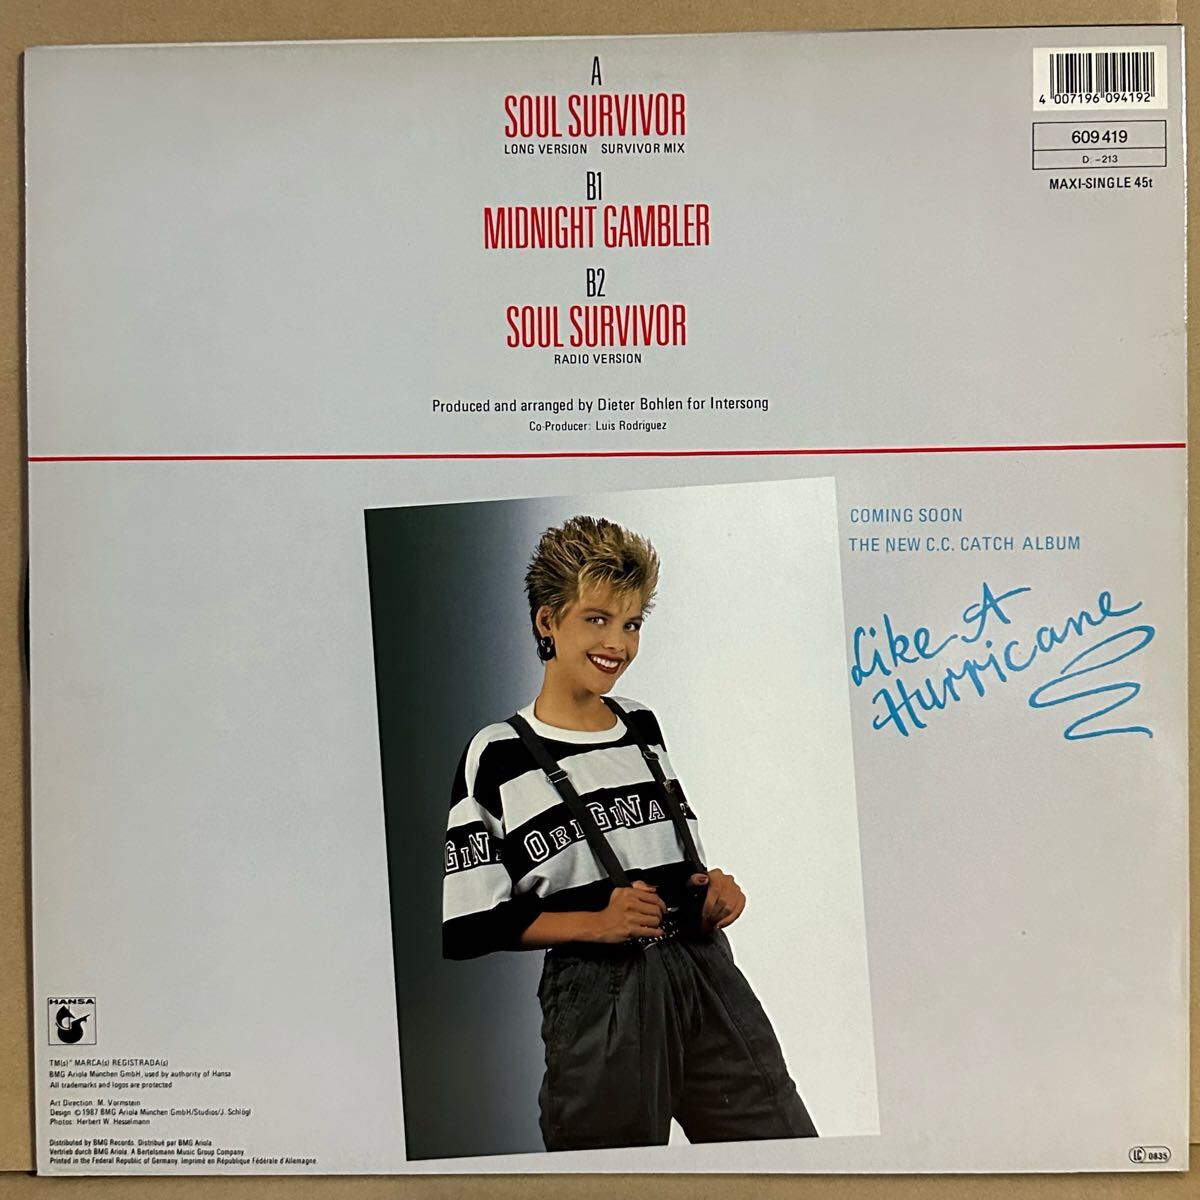 A
SOUL SURVIVOR
LONG VERSION SURVIVOR MIX
B1
MIDNIGHT GAMBLER
B2
SOUL SURVIVOR
RADIO VERSION
Produced and arranged by Dieter Bohlen for Intersong
Co-Producer: Luis Rodriguez
4 007196 094192
609 419
D: -213
MAXI-SINGLE 45t
COMING SOON
THE NEW C.C. CATCH ALBUM
Like A
Hurricane
GINA
ORIGINA
HANSA
TM(s)® MARCA(s) REGISTRADA(s)
BMG Ariola München GmbH, used by authority of Hansa
All trademarks and logos are protected
Art Direction: M. Vormstein
Design: ©1987 BMG Ariola München GmbH/Studios/J. Schlögl
Photos: Herbert W. Hesselmann
Distributed by BMG Records. Distribué par BMG Ariola
Vertrieb durch BMG Ariola. A Bertelsmann Music Group Company.
Printed in the Federal Republic of Germany. Imprimé en République Fédérale d'Allemagne.
LC 0835